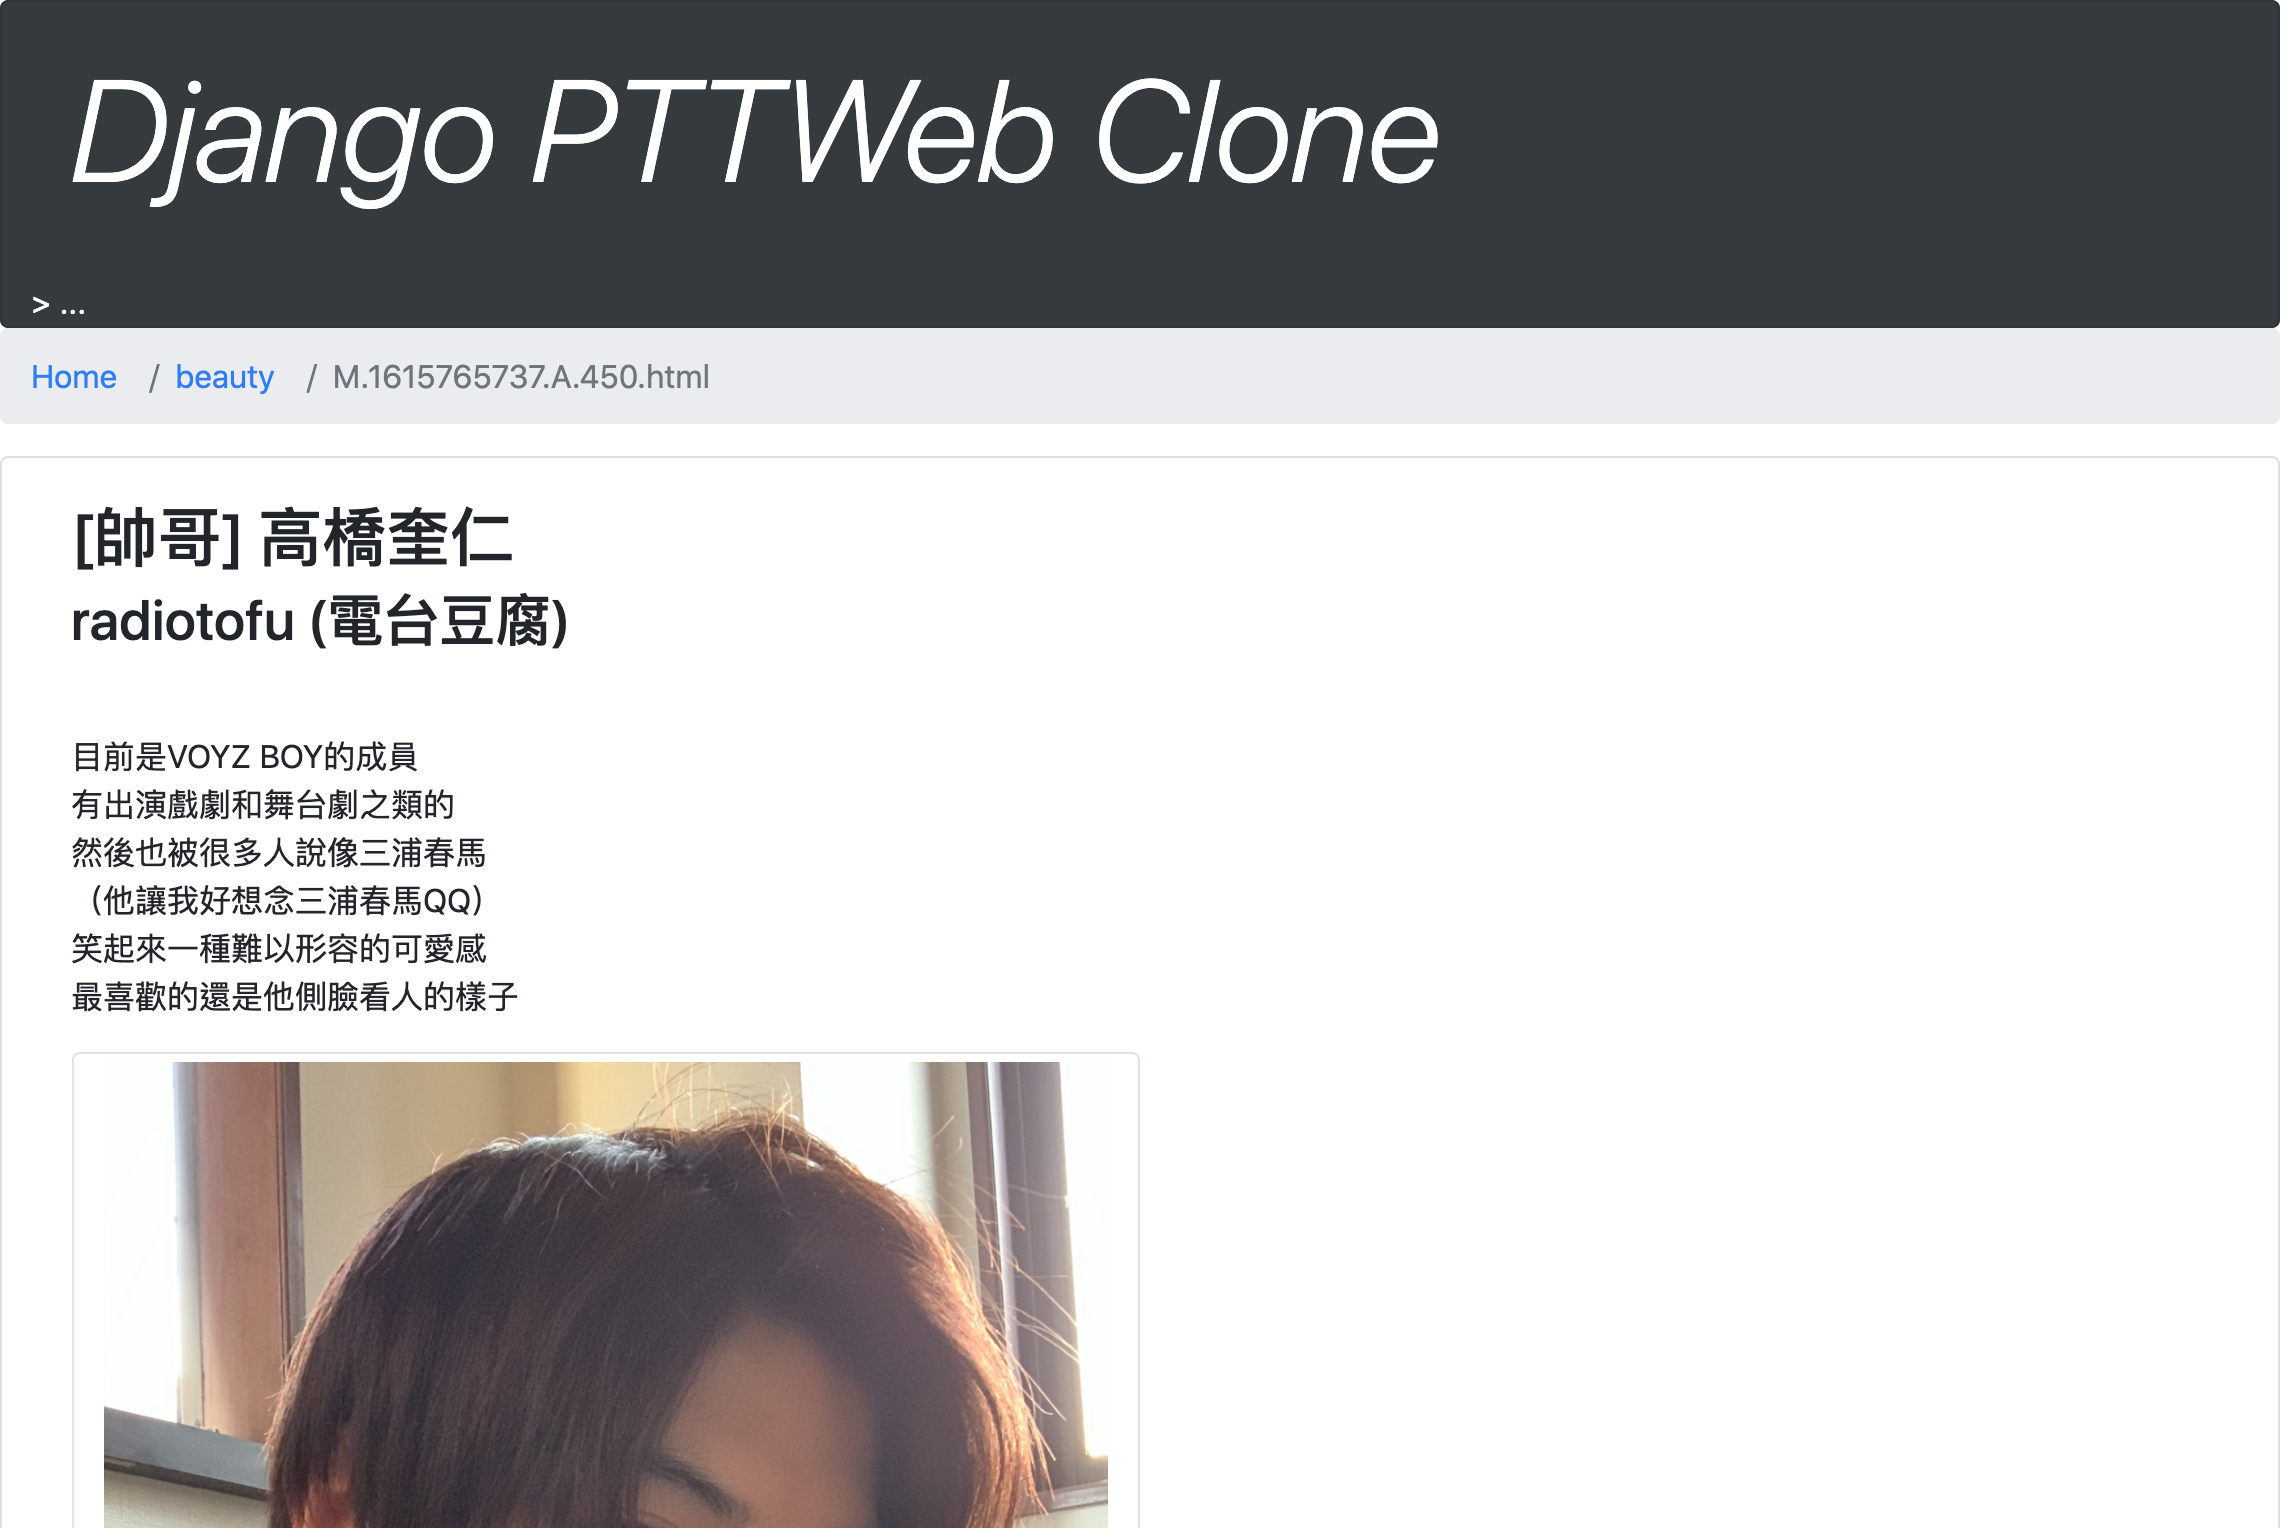 Django PTTWeb Clone
> ...
Home / beauty / M.1615765737.A.450.html
[帥哥] 高橋奎仁
radiotofu (電台豆腐)
目前是VOYZ BOY的成員
有出演戲劇和舞台劇之類的
然後也被很多人說像三浦春馬
（他讓我好想念三浦春馬QQ）
笑起來一種難以形容的可愛感
最喜歡的還是他側臉看人的樣子